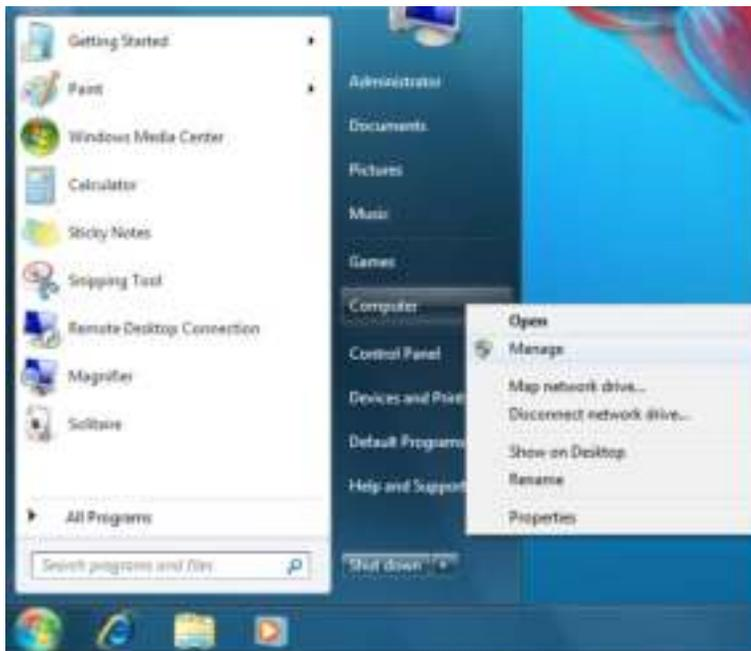 Getting Started
Paint
Windows Media Center
Calculator
Sticky Notes
Snipping Tool
Remote Desktop Connection
Magnifier
Solitaire
All Programs
Search programs and files
Administrator
Documents
Pictures
Music
Games
Computer
Control Panel
Devices and Print
Default Programs
Help and Support
Shut down
Open
Manage
Map network drive...
Disconnect network drive...
Show on Desktop
Rename
Properties